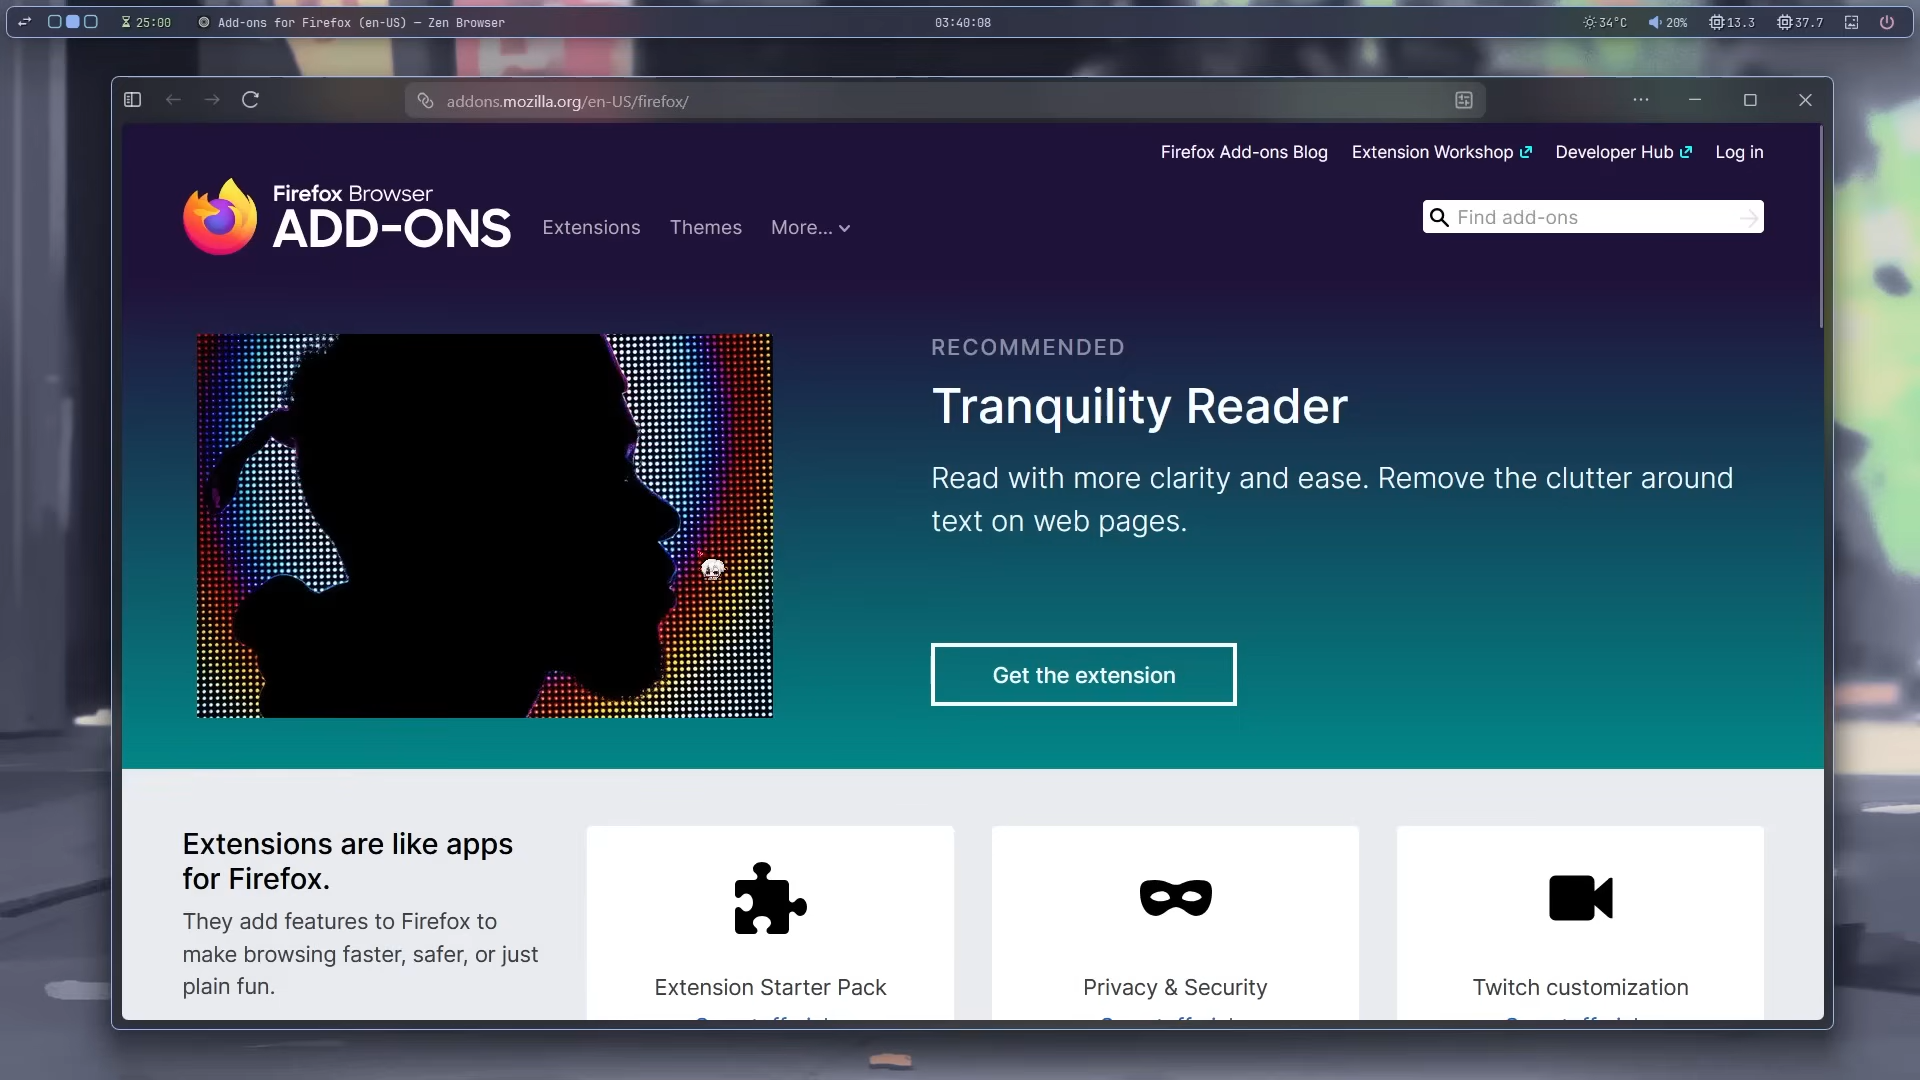 25:00
Add-ons for Firefox (en-US) — Zen Browser
03:40:08
34°C
20%
13.3
37.7
addons.mozilla.org/en-US/firefox/
Firefox Add-ons Blog
Extension Workshop
Developer Hub
Log in
Firefox Browser
ADD-ONS
Extensions
Themes
More...
Find add-ons
RECOMMENDED
Tranquility Reader
Read with more clarity and ease. Remove the clutter around
text on web pages.
Get the extension
Extensions are like apps
for Firefox.
They add features to Firefox to
make browsing faster, safer, or just
plain fun.
Extension Starter Pack
Privacy & Security
Twitch customization